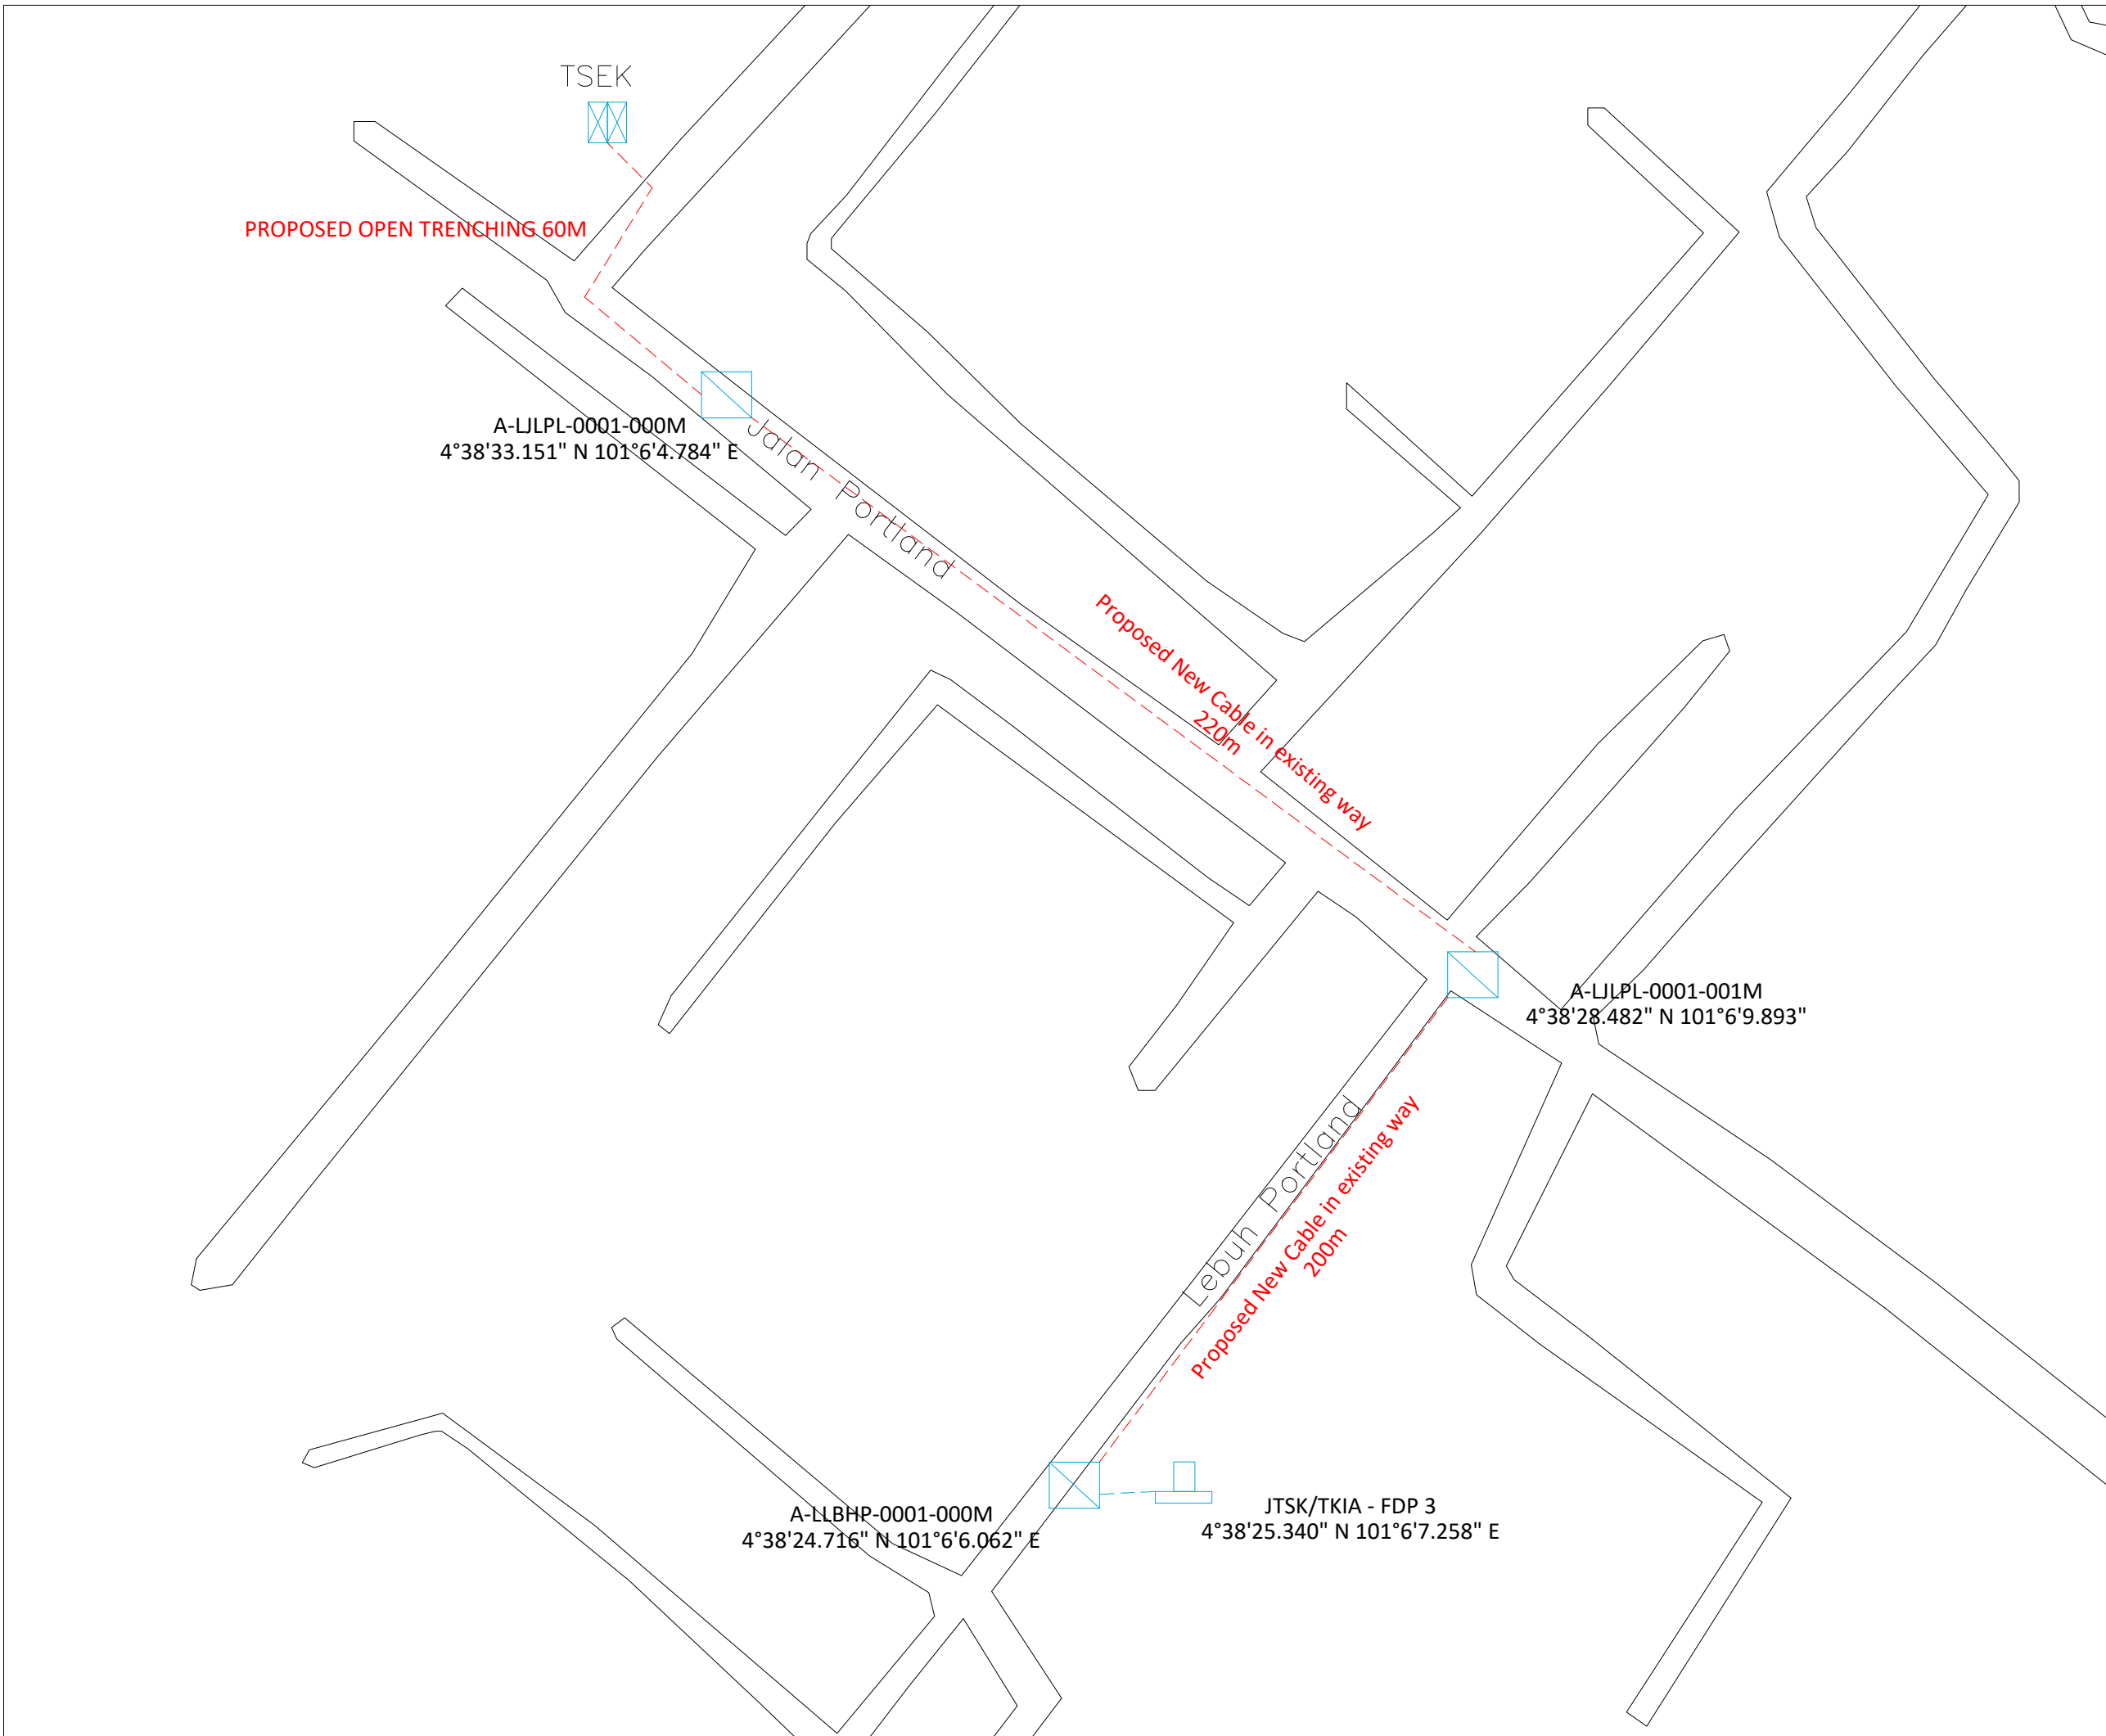 TSEK
PROPOSED OPEN TRENCHING 60M
A-LJLPL-0001-000M
4°38'33.151" N 101°6'4.784" E
Jalan Portland
Proposed New Cable in existing way
220m
A-LJLPL-0001-001M
4°38'28.482" N 101°6'9.893"
Lebuh Portland
Proposed New Cable in existing way
200m
A-LLBHP-0001-000M
4°38'24.716" N 101°6'6.062" E
JTSK/TKIA - FDP 3
4°38'25.340" N 101°6'7.258" E